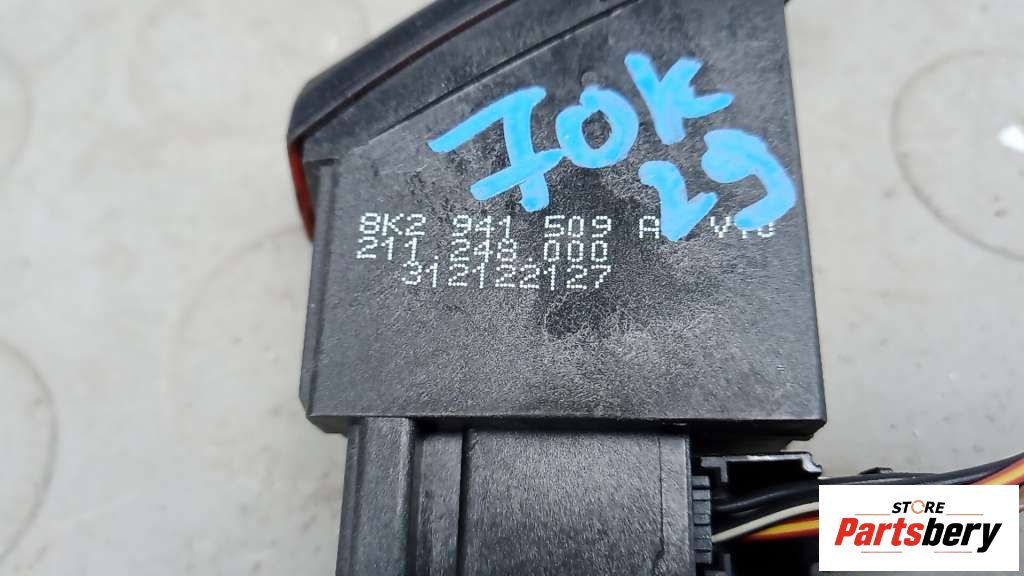 70K
29
8K2 941 509 A
211 248 000
312122127
STORE
Partsbery